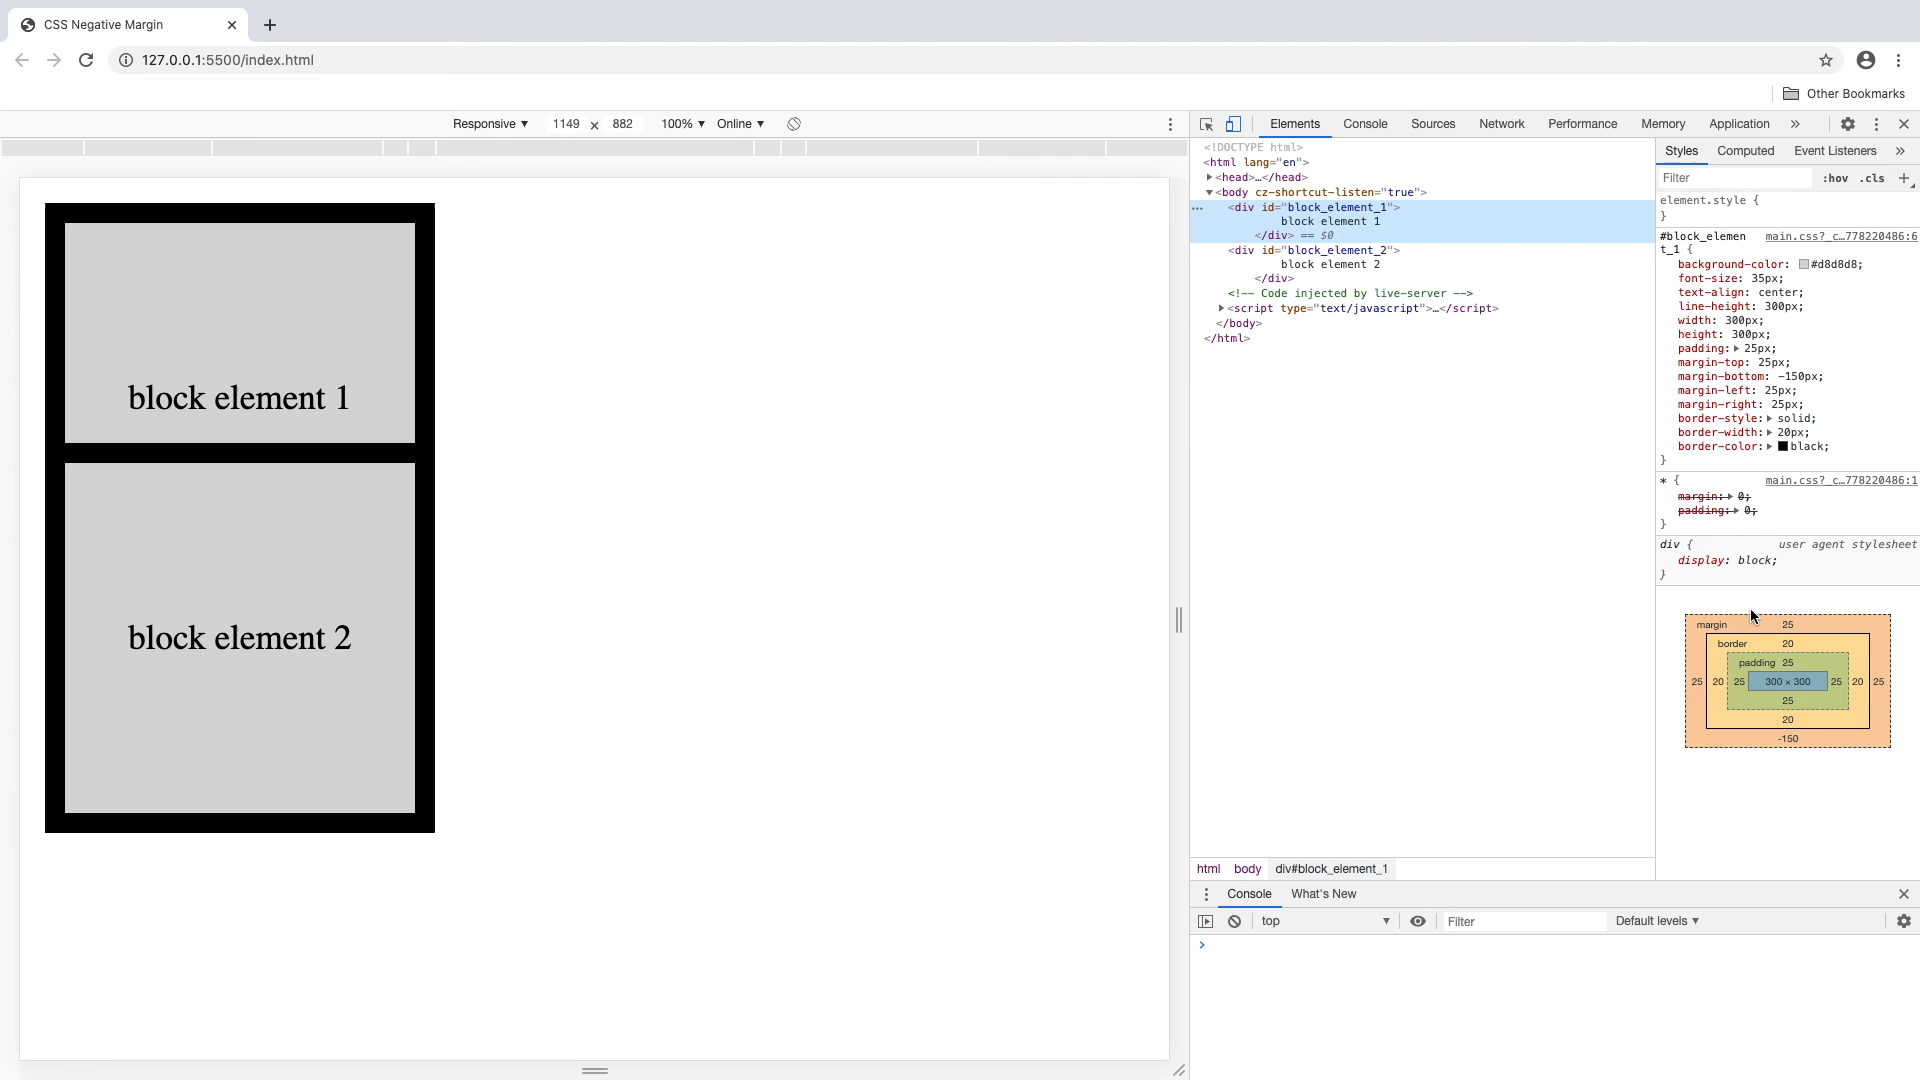 CSS Negative Margin
127.0.0.1:5500/index.html
Other Bookmarks
Responsive ▾ 1149 x 882 100% ▾ Online ▾
block element 1
block element 2
Elements Console Sources Network Performance Memory Application »
<!DOCTYPE html>
<html lang="en">
<head>…</head>
<body cz-shortcut-listen="true">
<div id="block_element_1">
block element 1
</div> == $0
<div id="block_element_2">
block element 2
</div>
<!-- Code injected by live-server -->
<script type="text/javascript">…</script>
</body>
</html>
html body div#block_element_1
Styles Computed Event Listeners »
Filter :hov .cls +
element.style {
}
#block_elemen main.css?_c…778220486:6
t_1 {
background-color: #d8d8d8;
font-size: 35px;
text-align: center;
line-height: 300px;
width: 300px;
height: 300px;
padding: 25px;
margin-top: 25px;
margin-bottom: -150px;
margin-left: 25px;
margin-right: 25px;
border-style: solid;
border-width: 20px;
border-color: black;
}
* { main.css?_c…778220486:1
margin: 0;
padding: 0;
}
div { user agent stylesheet
display: block;
}
margin 25
border 20
padding 25
25 20 25 300 × 300 25 20 25
25
20
-150
Console What's New
top Filter Default levels ▾